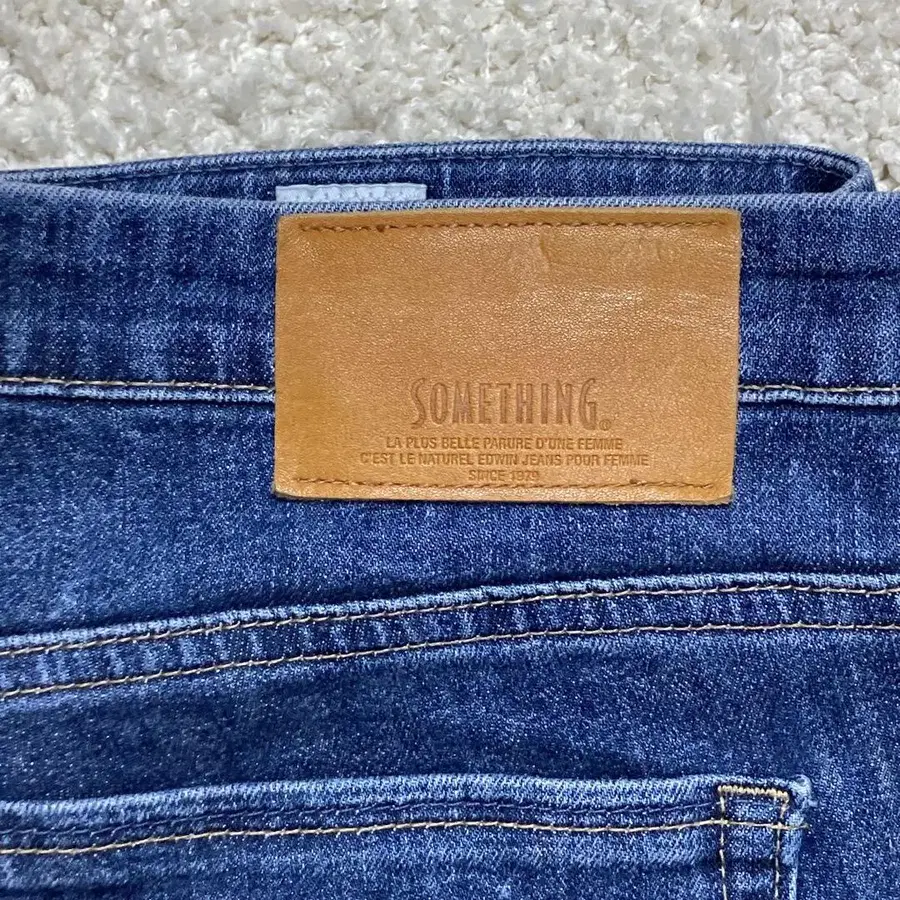 SOMETHING®
LA PLUS BELLE PARURE D'UNE FEMME
C'EST LE NATUREL EDWIN JEANS POUR FEMME
SINCE 1979